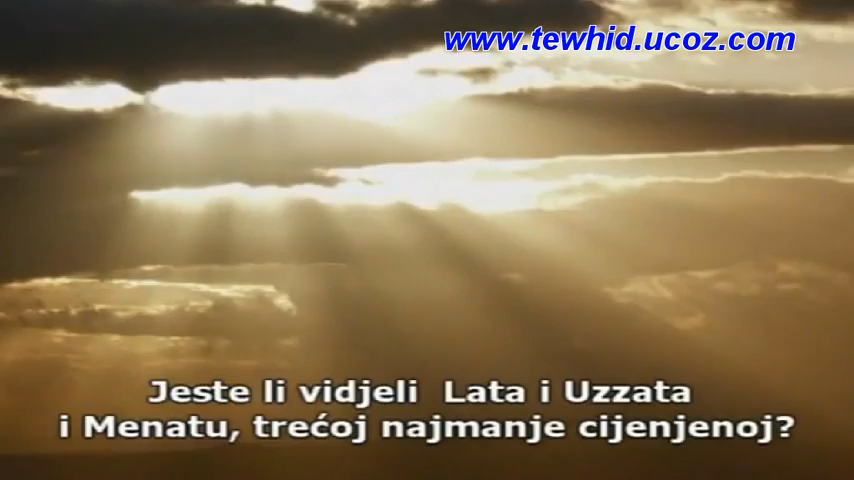 www.tewhid.ucoz.com
Jeste li vidjeli Lata i Uzzata
i Menatu, trećoj najmanje cijenjenoj?